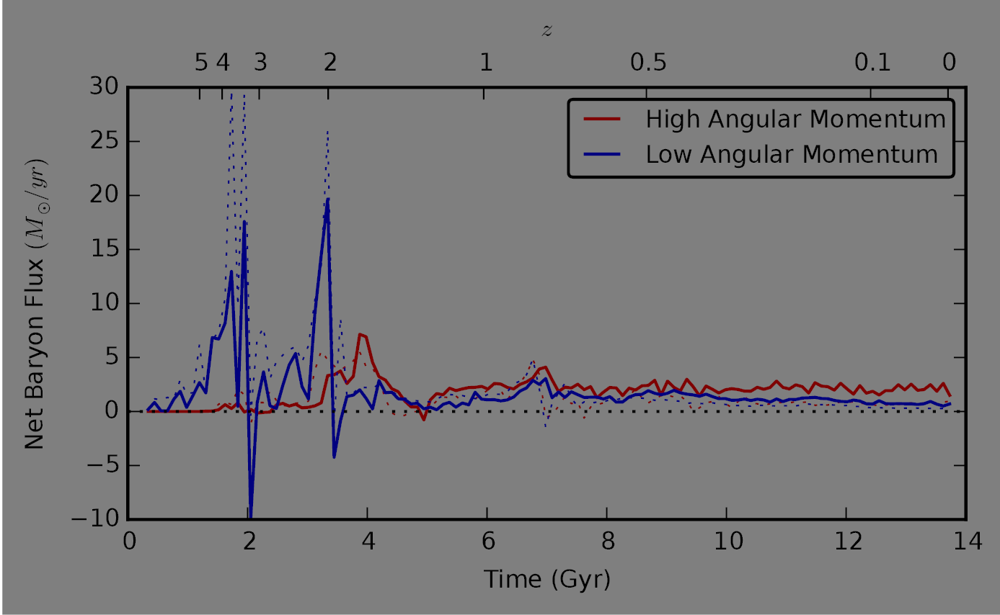 z
5 4 3 2 1 0.5 0.1 0
30
25
20
15
10
5
0
−5
−10
Net Baryon Flux (M⊙/yr)
High Angular Momentum
Low Angular Momentum
0 2 4 6 8 10 12 14
Time (Gyr)